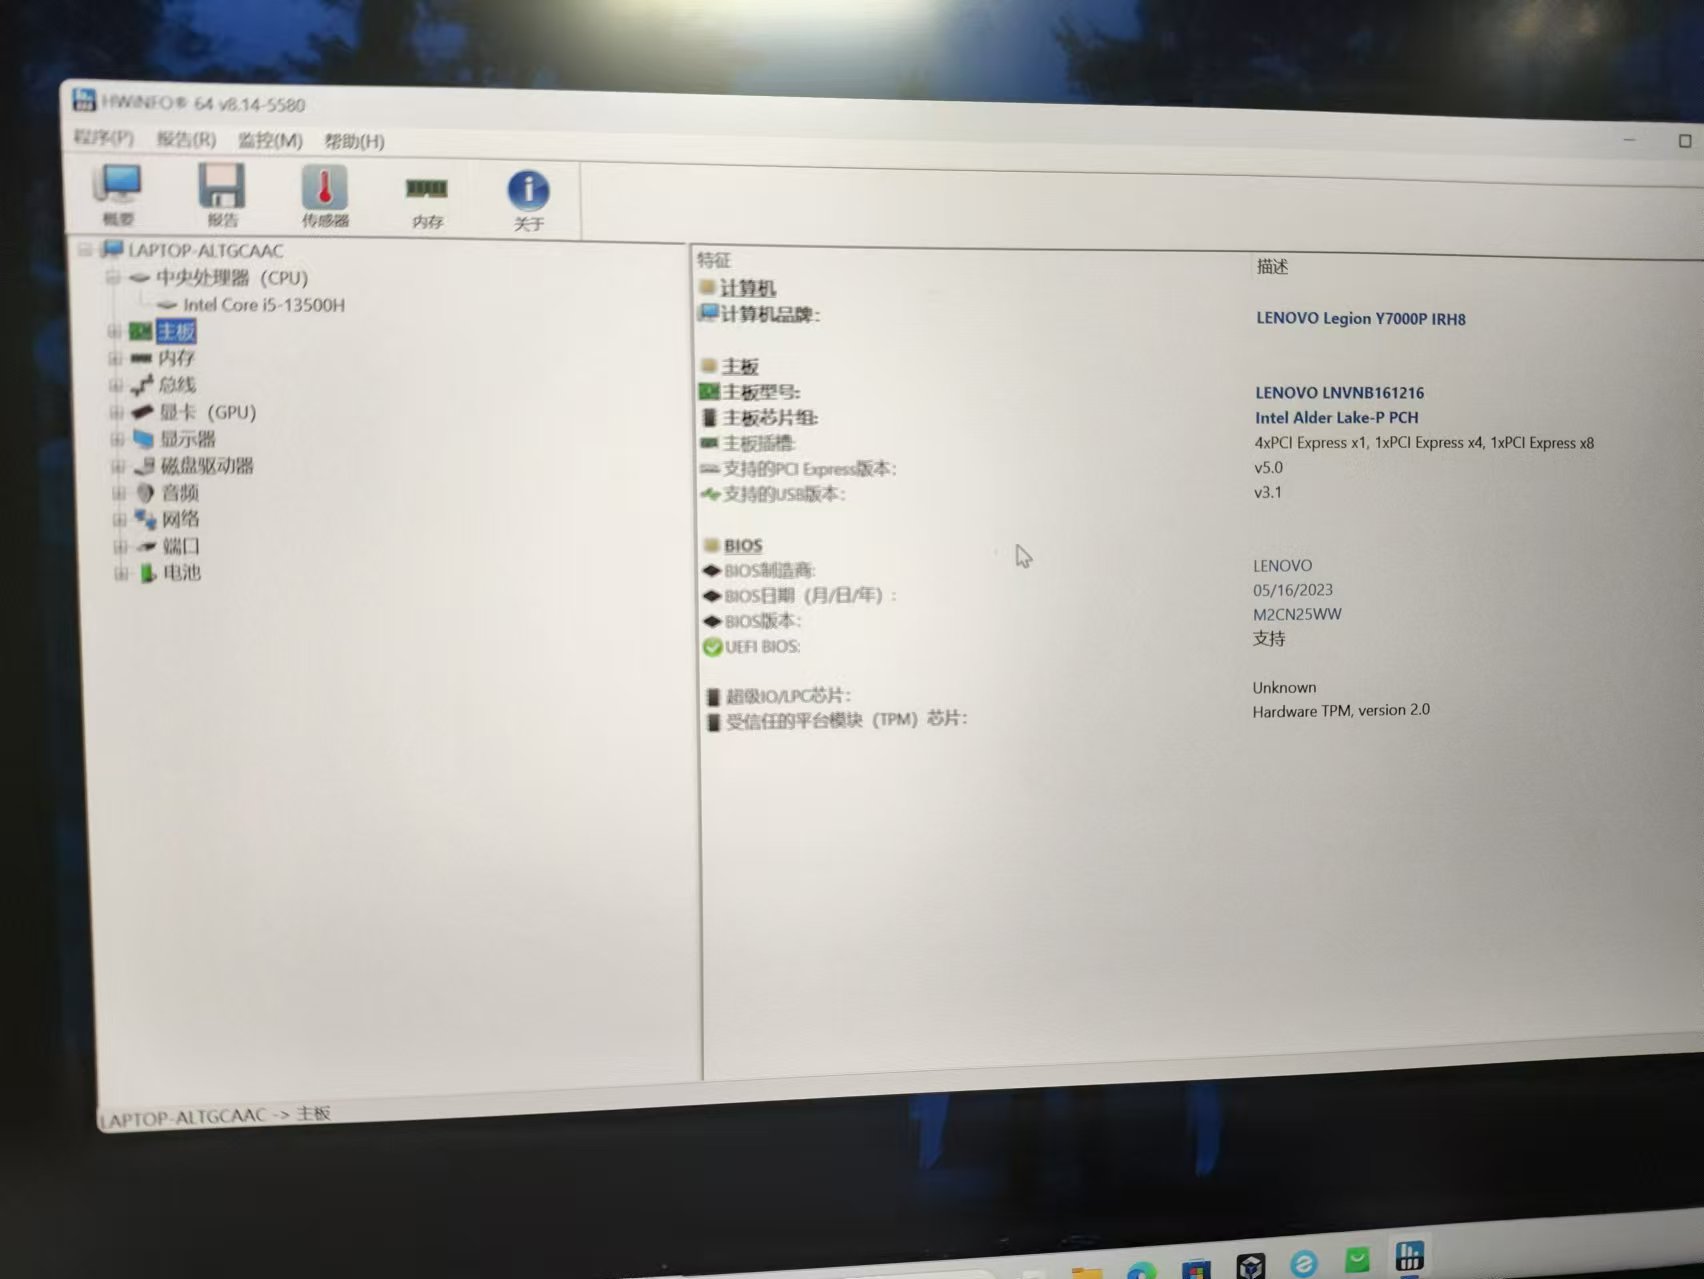 HWiNFO® 64 v8.14-5580
程序(P) 报告(R) 监控(M) 帮助(H)
概要 报告 传感器 内存 关于
LAPTOP-ALTGCAAC
中央处理器（CPU）
Intel Core i5-13500H
主板
内存
总线
显卡（GPU）
显示器
磁盘驱动器
音频
网络
端口
电池
特征 描述
计算机
计算机品牌: LENOVO Legion Y7000P IRH8
主板
主板型号: LENOVO LNVNB161216
主板芯片组: Intel Alder Lake-P PCH
主板插槽: 4xPCI Express x1, 1xPCI Express x4, 1xPCI Express x8
支持的PCI Express版本: v5.0
支持的USB版本: v3.1
BIOS
BIOS制造商: LENOVO
BIOS日期（月/日/年）: 05/16/2023
BIOS版本: M2CN25WW
UEFI BIOS: 支持
超级IO/LPC芯片: Unknown
受信任的平台模块（TPM）芯片: Hardware TPM, version 2.0
LAPTOP-ALTGCAAC -> 主板